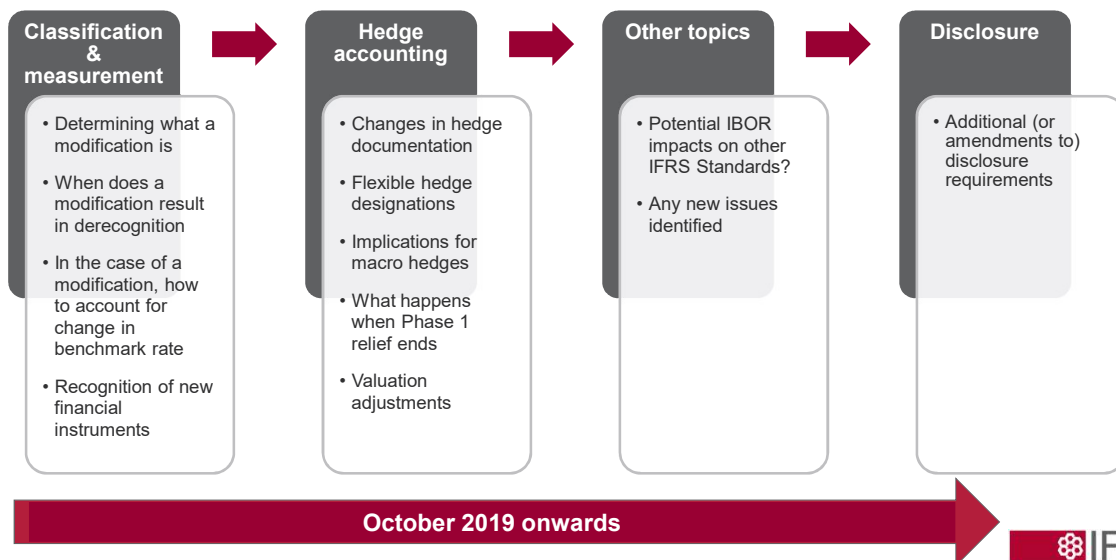 Classification
&
measurement
• Determining what a
modification is
• When does a
modification result
in derecognition
• In the case of a
modification, how
to account for
change in
benchmark rate
• Recognition of new
financial
instruments
Hedge
accounting
• Changes in hedge
documentation
• Flexible hedge
designations
• Implications for
macro hedges
• What happens
when Phase 1
relief ends
• Valuation
adjustments
Other topics
• Potential IBOR
impacts on other
IFRS Standards?
• Any new issues
identified
Disclosure
• Additional (or
amendments to)
disclosure
requirements
October 2019 onwards